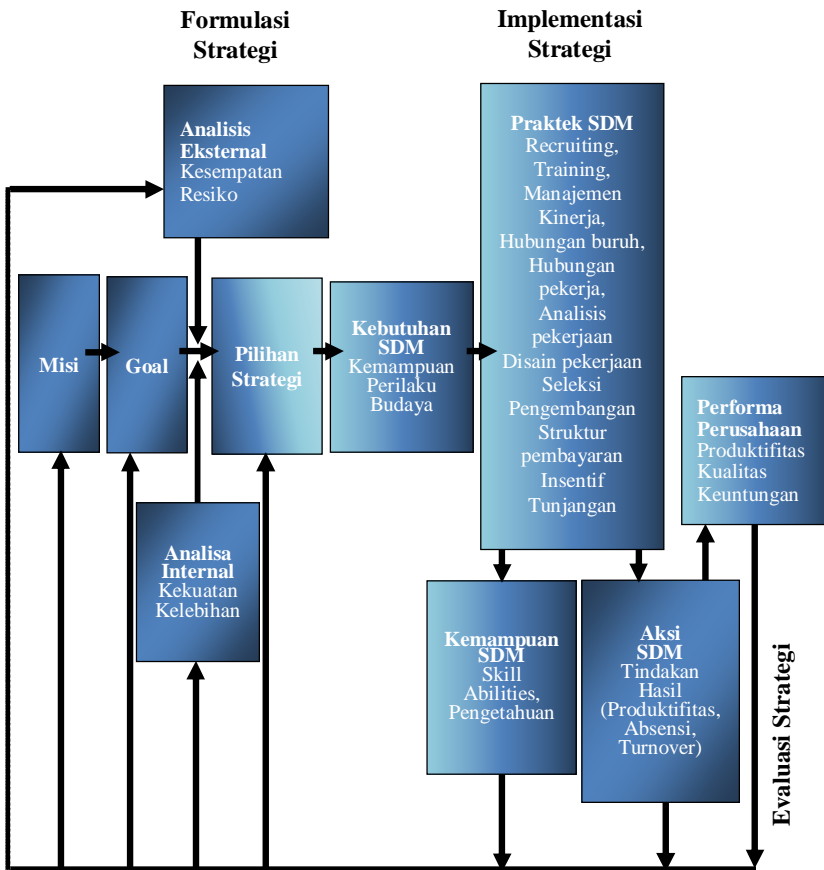 Formulasi
Strategi
Implementasi
Strategi
Analisis
Eksternal
Kesempatan
Resiko
Misi
Goal
Pilihan
Strategi
Analisa
Internal
Kekuatan
Kelebihan
Kebutuhan
SDM
Kemampuan
Perilaku
Budaya
Praktek SDM
Recruiting,
Training,
Manajemen
Kinerja,
Hubungan buruh,
Hubungan
pekerja,
Analisis
pekerjaan
Disain pekerjaan
Seleksi
Pengembangan
Struktur
pembayaran
Insentif
Tunjangan
Kemampuan
SDM
Skill
Abilities,
Pengetahuan
Aksi
SDM
Tindakan
Hasil
(Produktifitas,
Absensi,
Turnover)
Performa
Perusahaan
Produktifitas
Kualitas
Keuntungan
Evaluasi Strategi